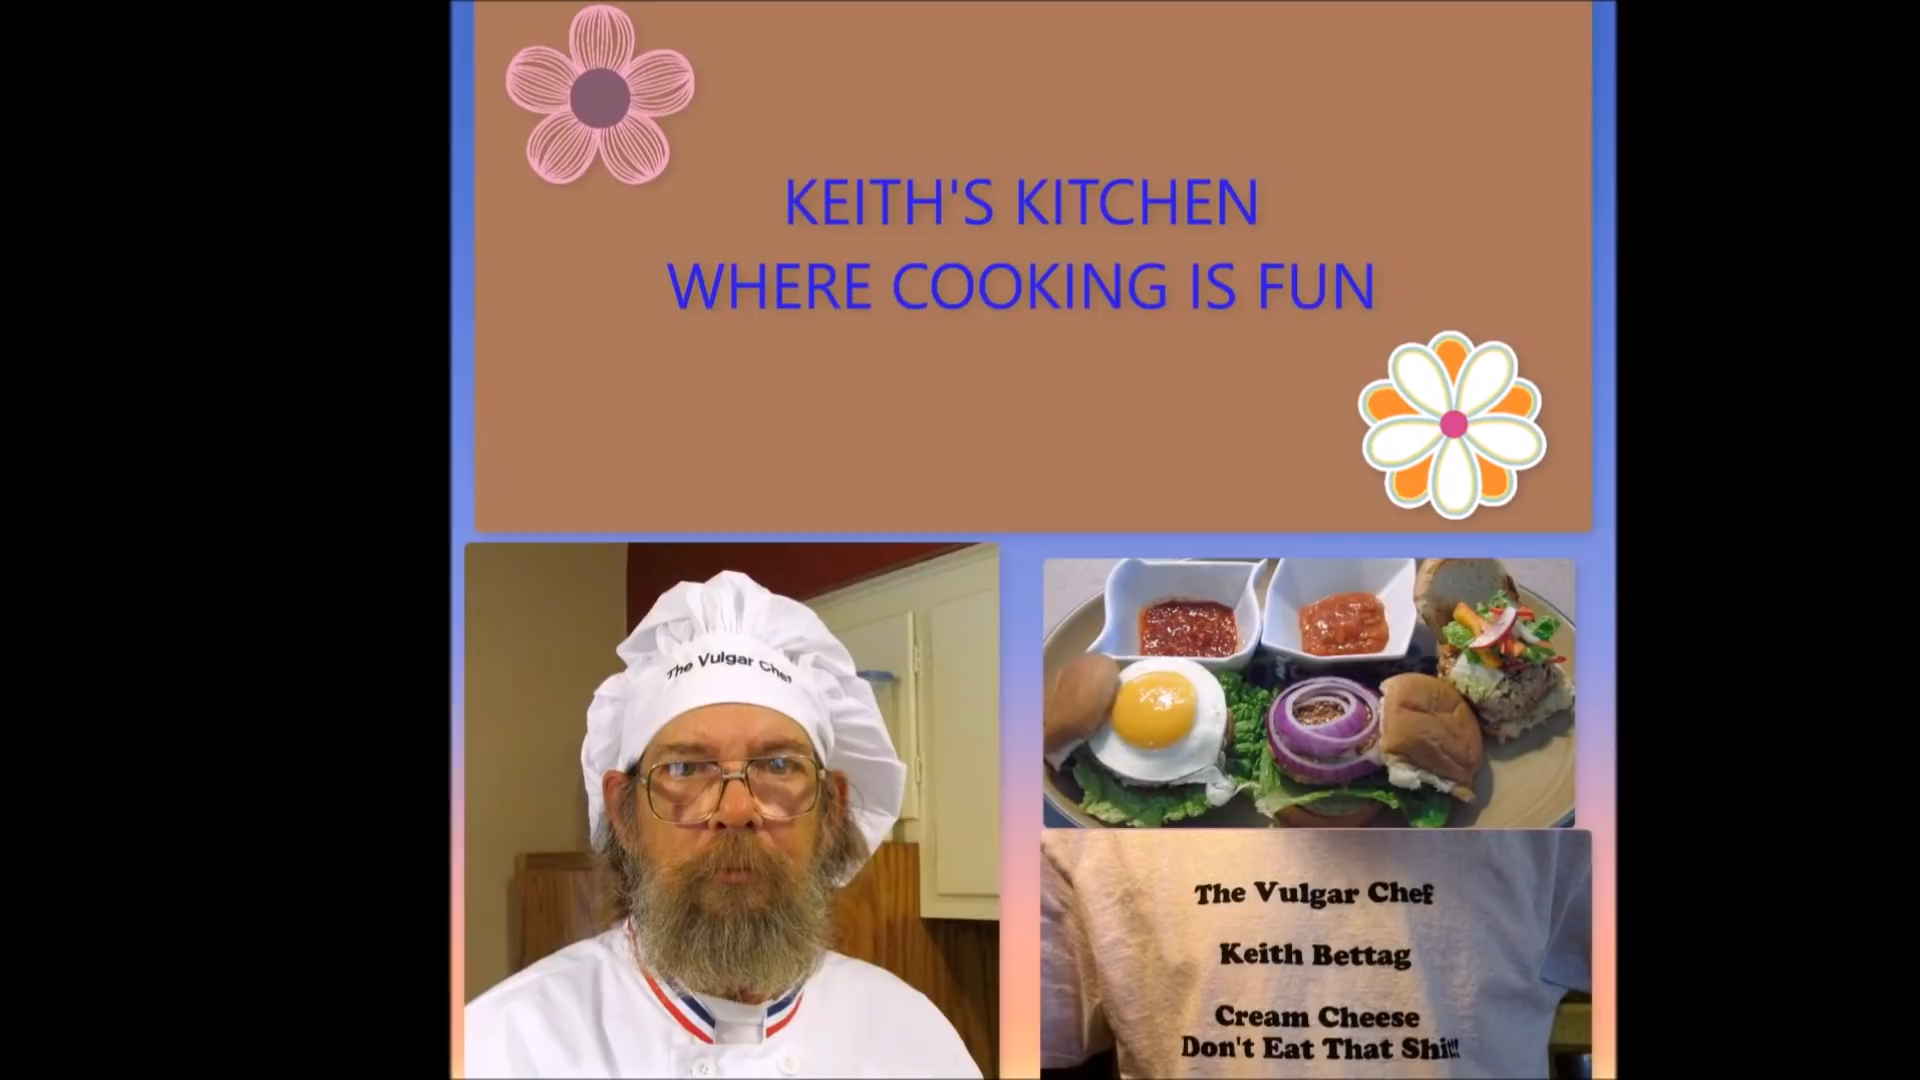 KEITH'S KITCHEN
WHERE COOKING IS FUN
The Vulgar Chef
The Vulgar Chef
Keith Bettag
Cream Cheese
Don't Eat That Shit!!